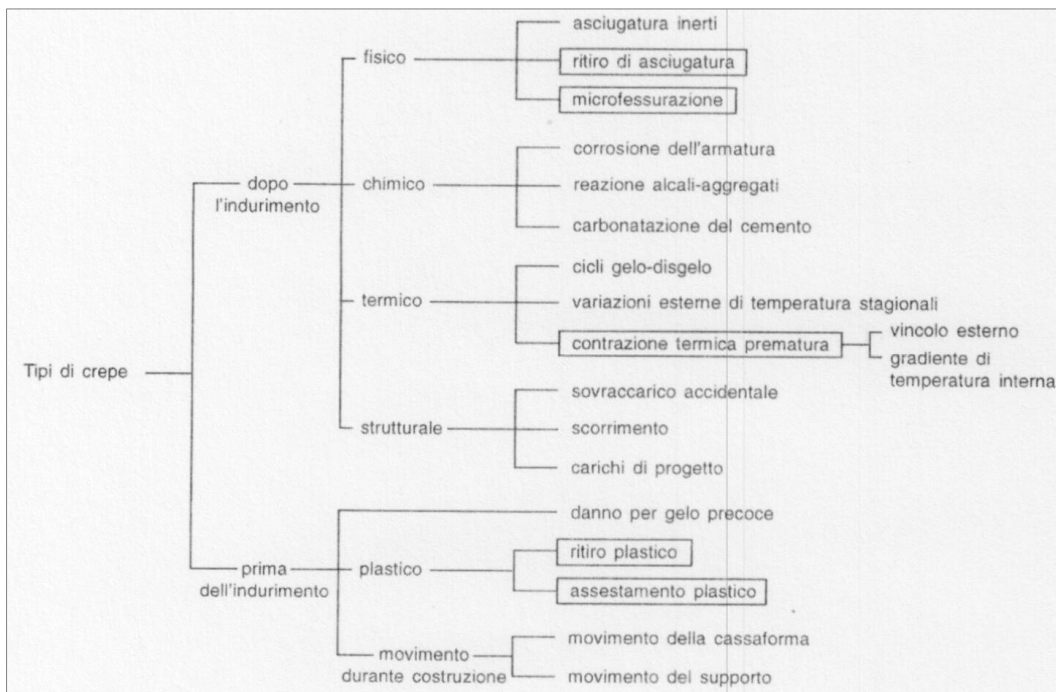 asciugatura inerti
fisico
ritiro di asciugatura
microfessurazione
corrosione dell'armatura
dopo
l'indurimento
chimico
reazione alcali-aggregati
carbonatazione del cemento
cicli gelo-disgelo
termico
variazioni esterne di temperatura stagionali
contrazione termica prematura
vincolo esterno
gradiente di
temperatura interna
Tipi di crepe
sovraccarico accidentale
strutturale
scorrimento
carichi di progetto
danno per gelo precoce
prima
dell'indurimento
plastico
ritiro plastico
assestamento plastico
movimento
durante costruzione
movimento della cassaforma
movimento del supporto